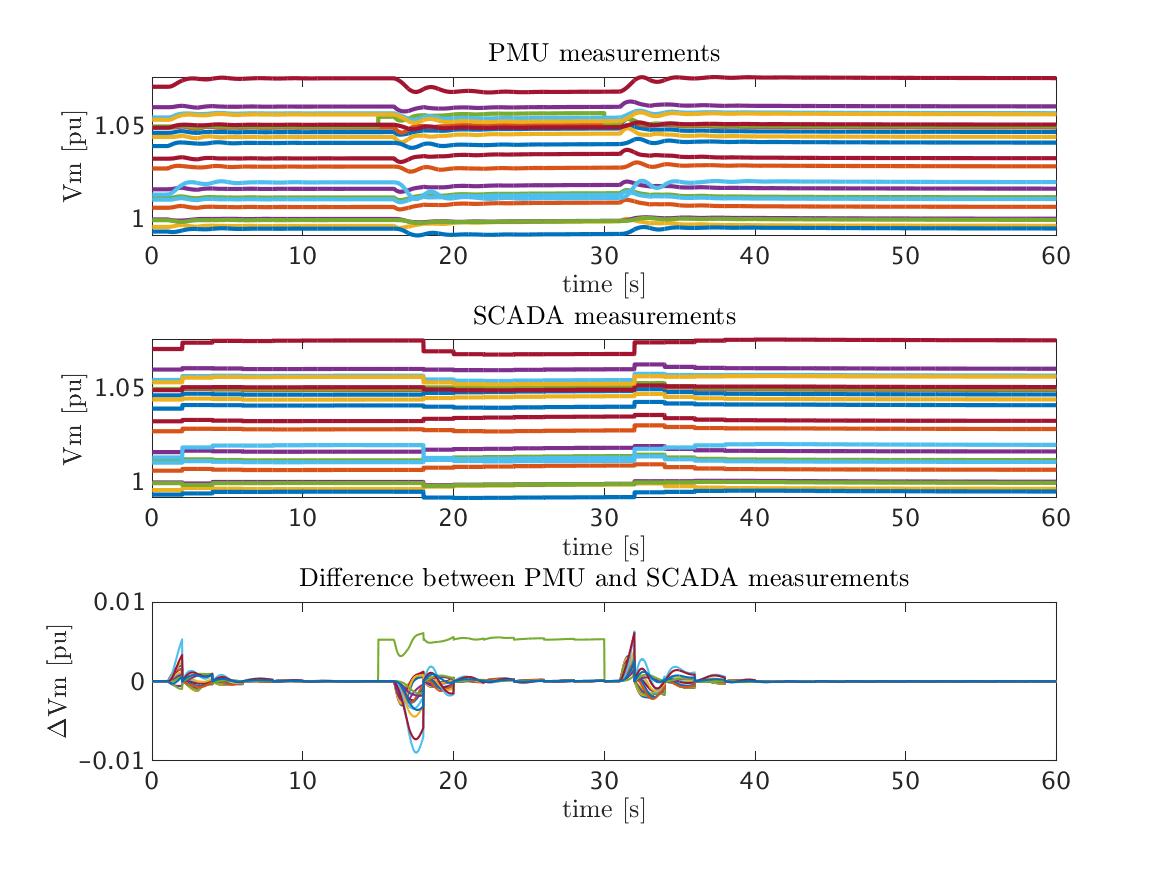 PMU measurements
1.05
1
Vm [pu]
0 10 20 30 40 50 60
time [s]
SCADA measurements
1.05
1
Vm [pu]
0 10 20 30 40 50 60
time [s]
Difference between PMU and SCADA measurements
0.01
0
-0.01
ΔVm [pu]
0 10 20 30 40 50 60
time [s]